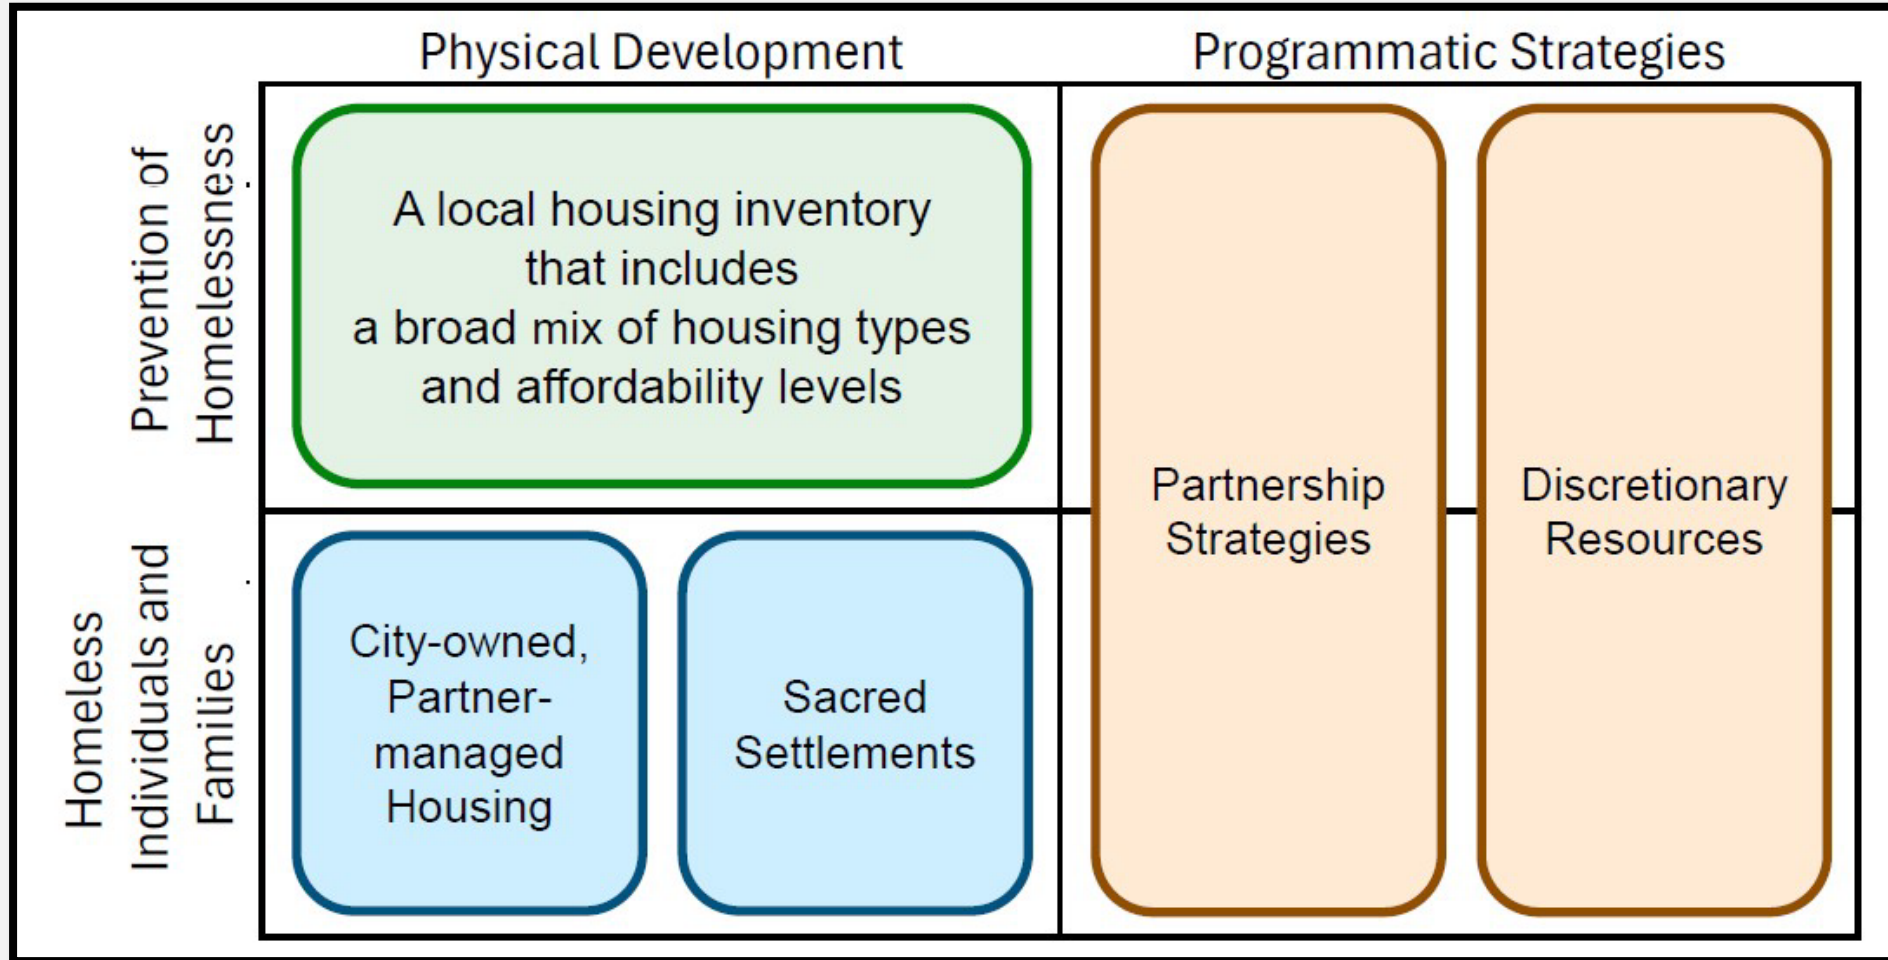 Physical Development
Programmatic Strategies
Prevention of
Homelessness
A local housing inventory
that includes
a broad mix of housing types
and affordability levels
Partnership
Strategies
Discretionary
Resources
Homeless
Individuals and
Families
City-owned,
Partner-
managed
Housing
Sacred
Settlements